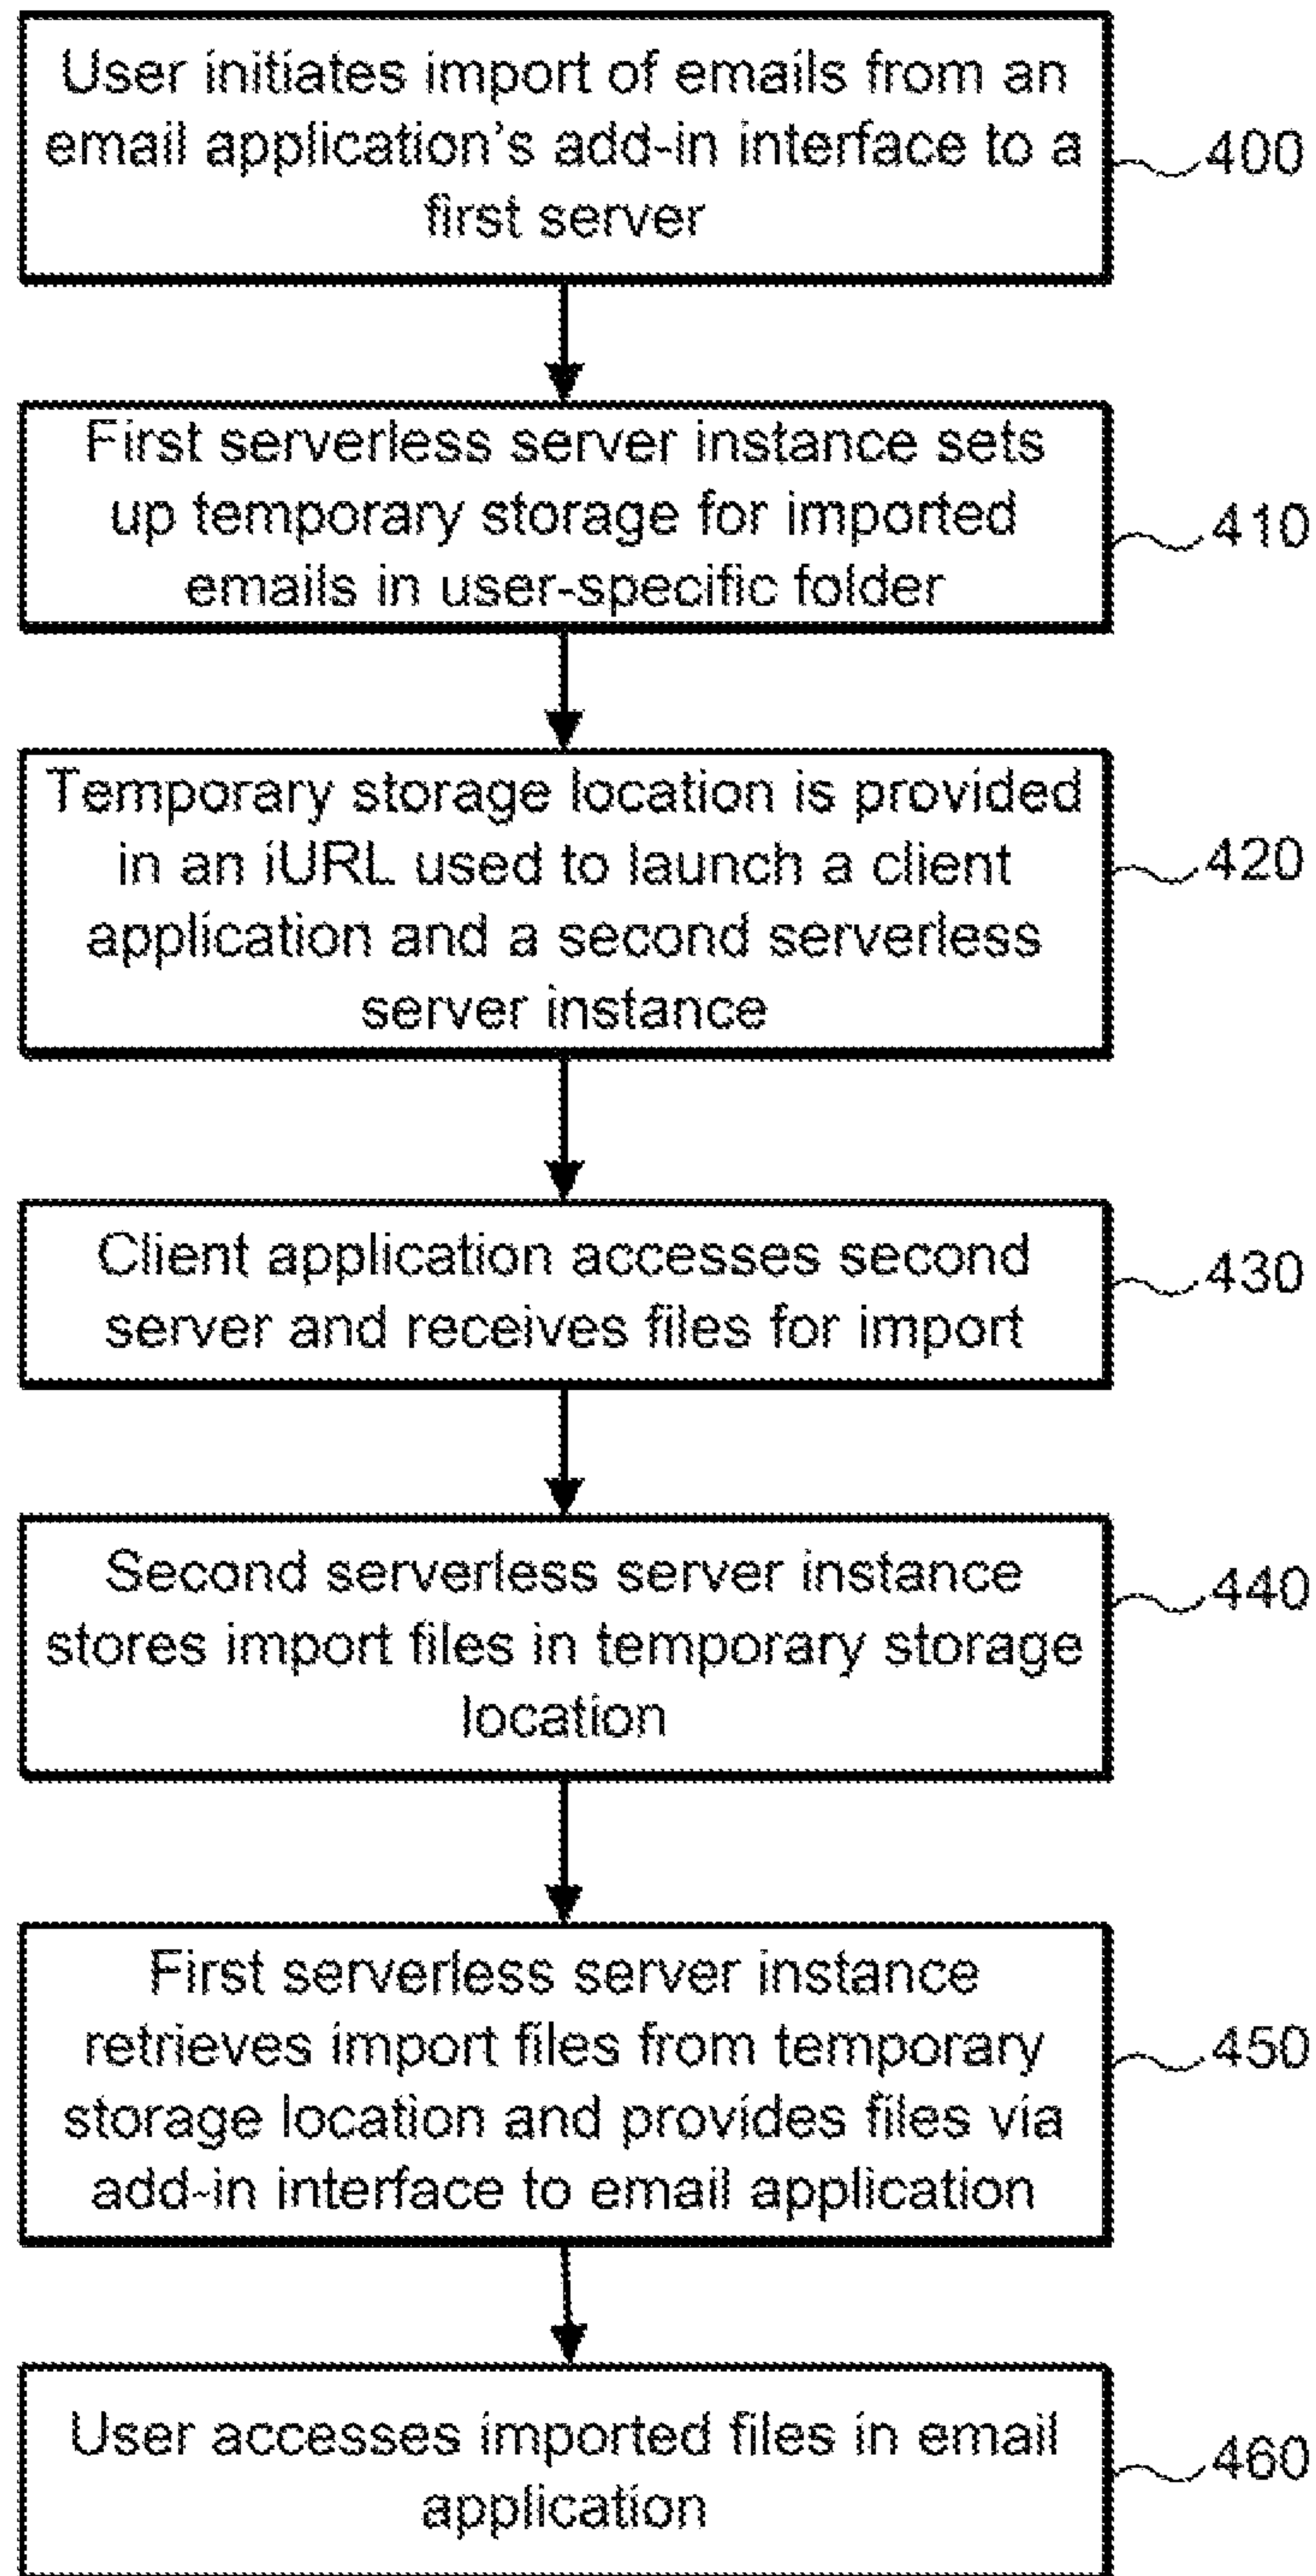 User initiates import of emails from an
email application's add-in interface to a
first server
400
First serverless server instance sets
up temporary storage for imported
emails in user-specific folder
410
Temporary storage location is provided
in an iURL used to launch a client
application and a second serverless
server instance
420
Client application accesses second
server and receives files for import
430
Second serverless server instance
stores import files in temporary storage
location
440
First serverless server instance
retrieves import files from temporary
storage location and provides files via
add-in interface to email application
450
User accesses imported files in email
application
460